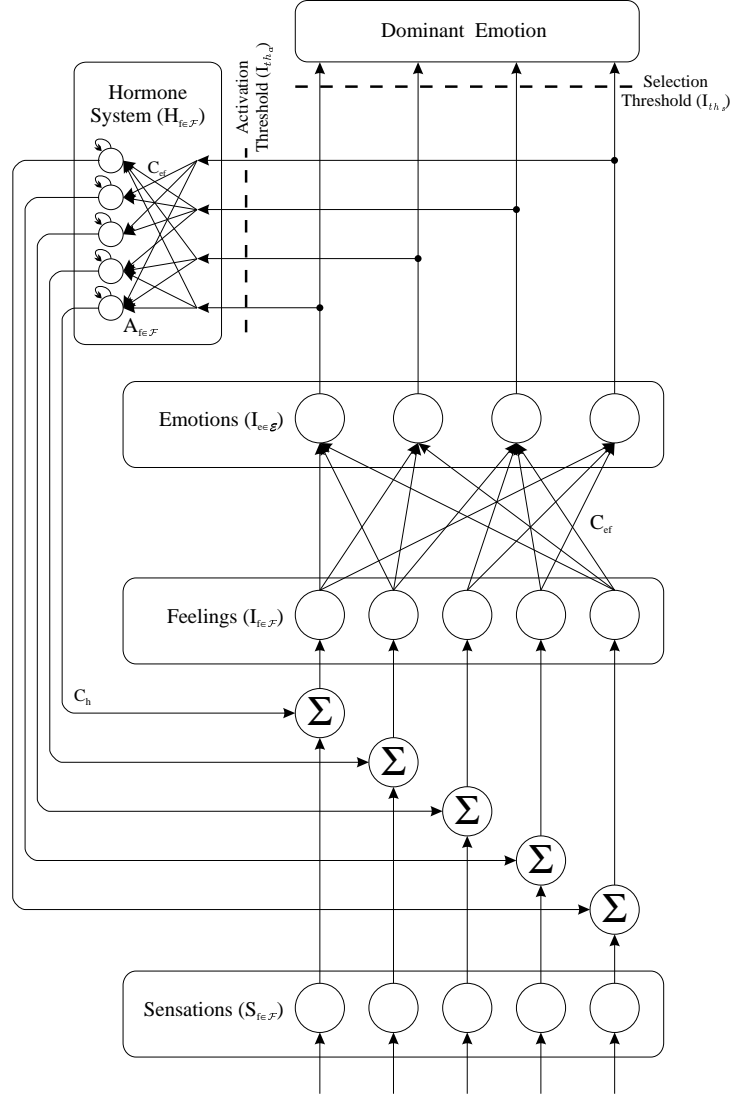 Dominant Emotion
Selection
Threshold (I_{th_s})
Activation
Threshold (I_{th_a})
Hormone
System (H_{f∈ℱ})
C_{ef}
A_{f∈ℱ}
Emotions (I_{e∈ℰ})
C_{ef}
Feelings (I_{f∈ℱ})
C_h
Σ
Σ
Σ
Σ
Σ
Sensations (S_{f∈ℱ})